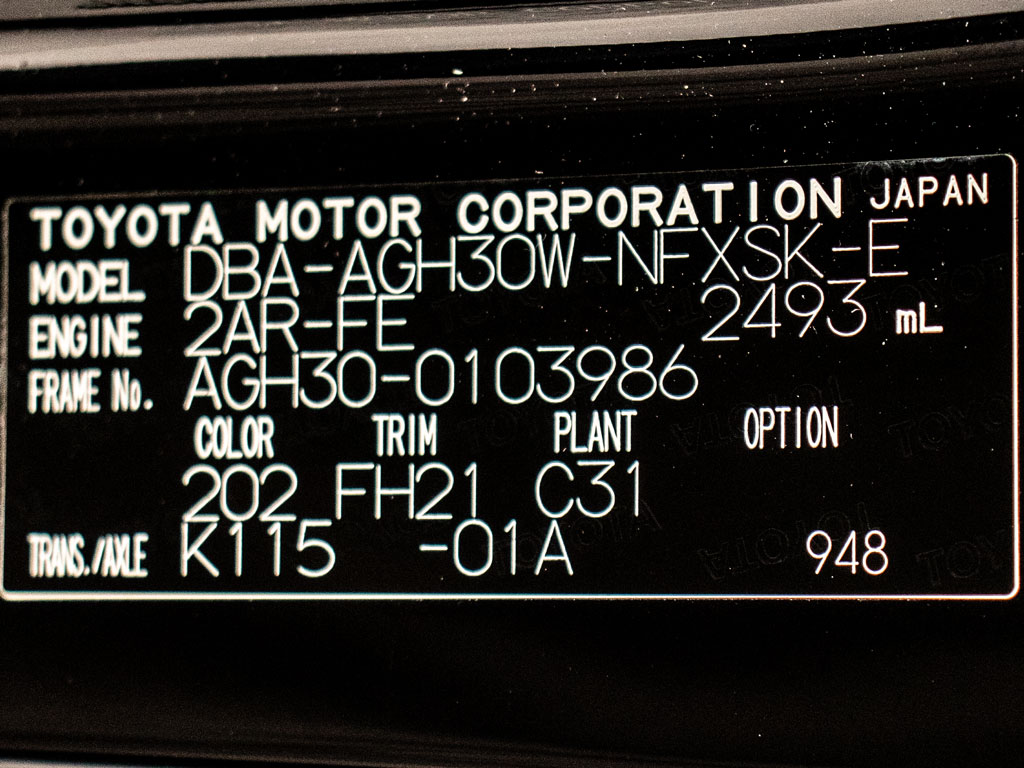 TOYOTA MOTOR CORPORATION JAPAN
MODEL DBA-AGH30W-NFXSK-E
ENGINE 2AR-FE 2493 mL
FRAME No. AGH30-0103986
COLOR TRIM PLANT OPTION
202 FH21 C31
TRANS./AXLE K115 -01A 948